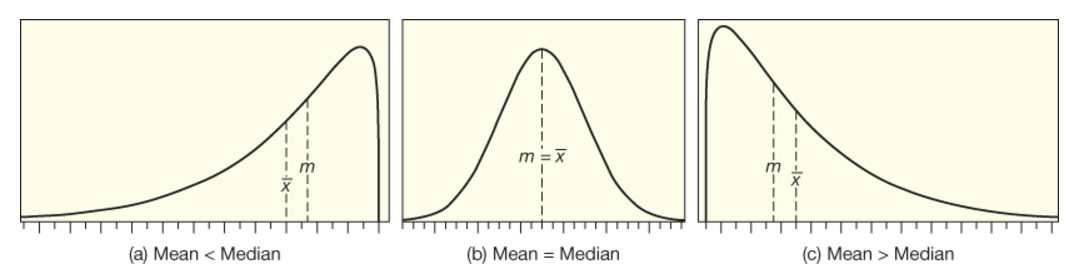 x̅
m
m = x̅
m
x̅
(a) Mean < Median
(b) Mean = Median
(c) Mean > Median